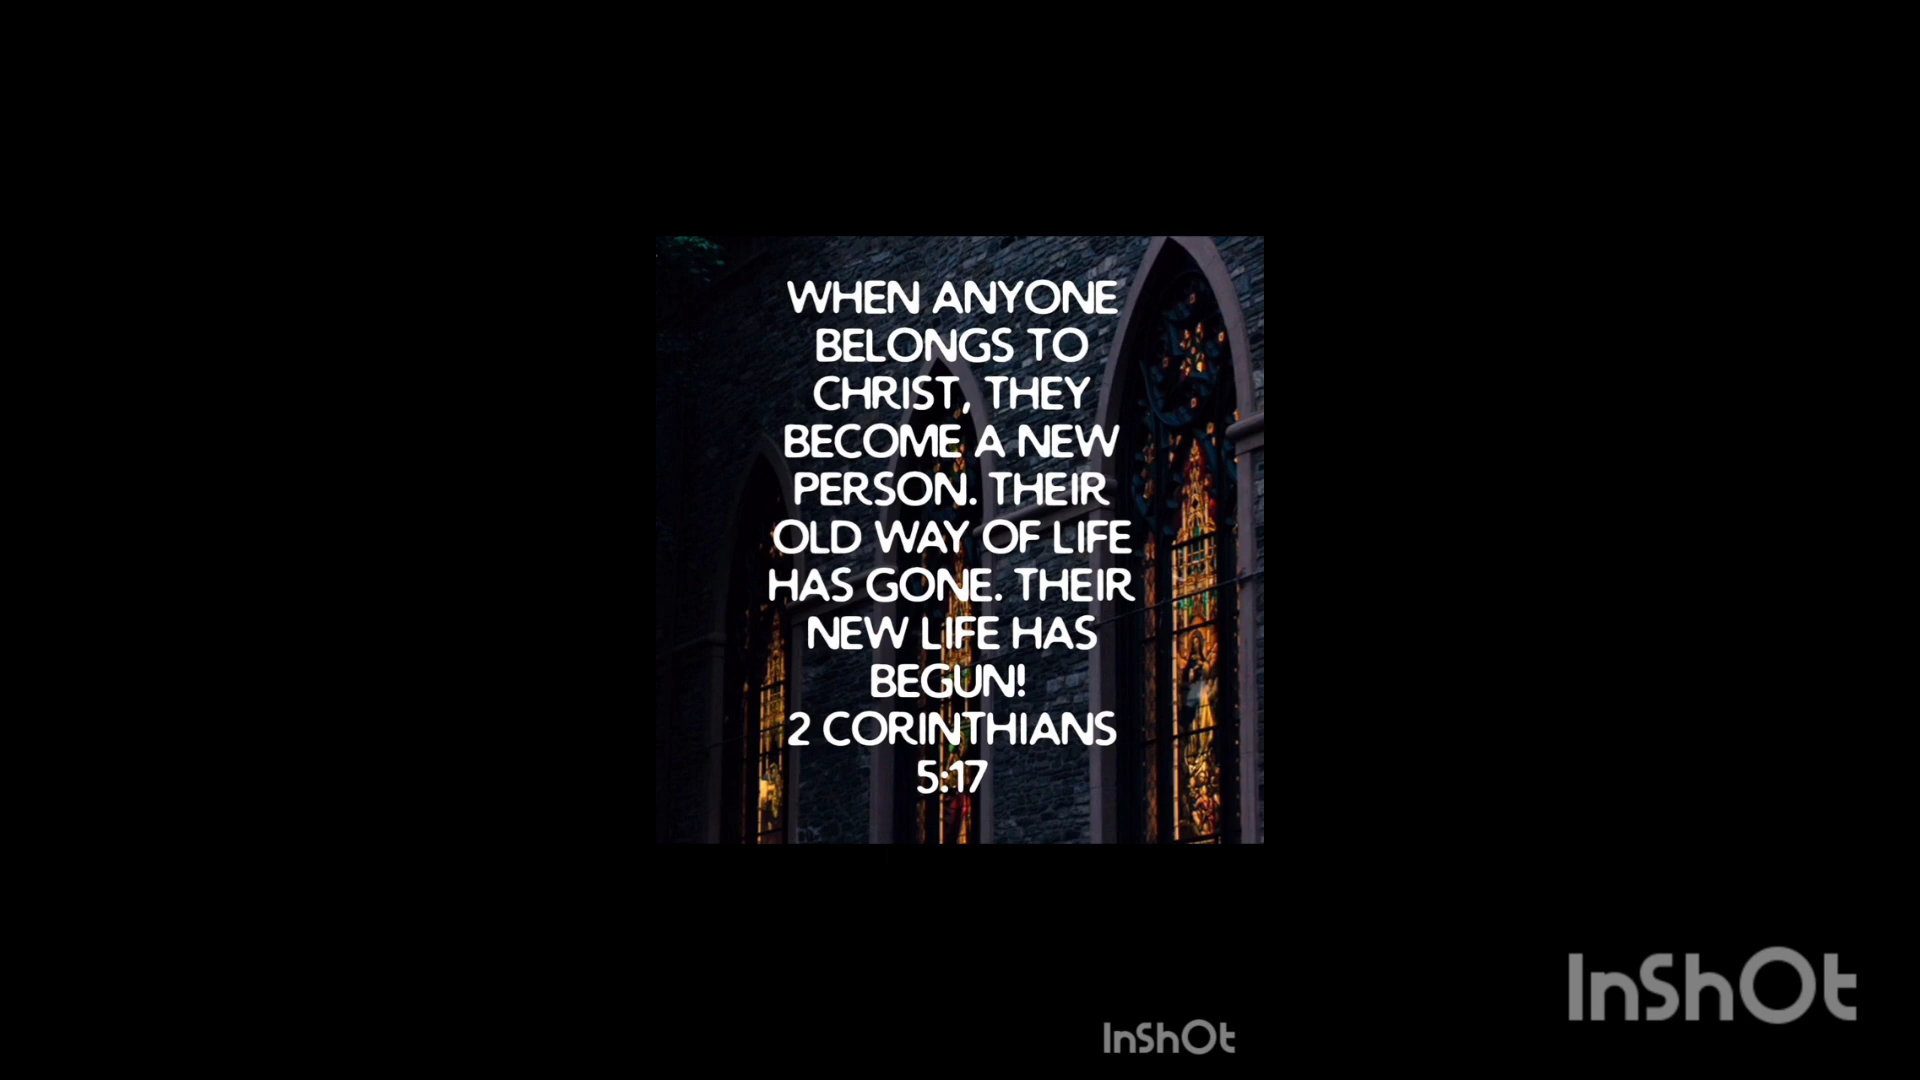 WHEN ANYONE
BELONGS TO
CHRIST, THEY
BECOME A NEW
PERSON. THEIR
OLD WAY OF LIFE
HAS GONE. THEIR
NEW LIFE HAS
BEGUN!
2 CORINTHIANS
5:17
InShOt
InShOt